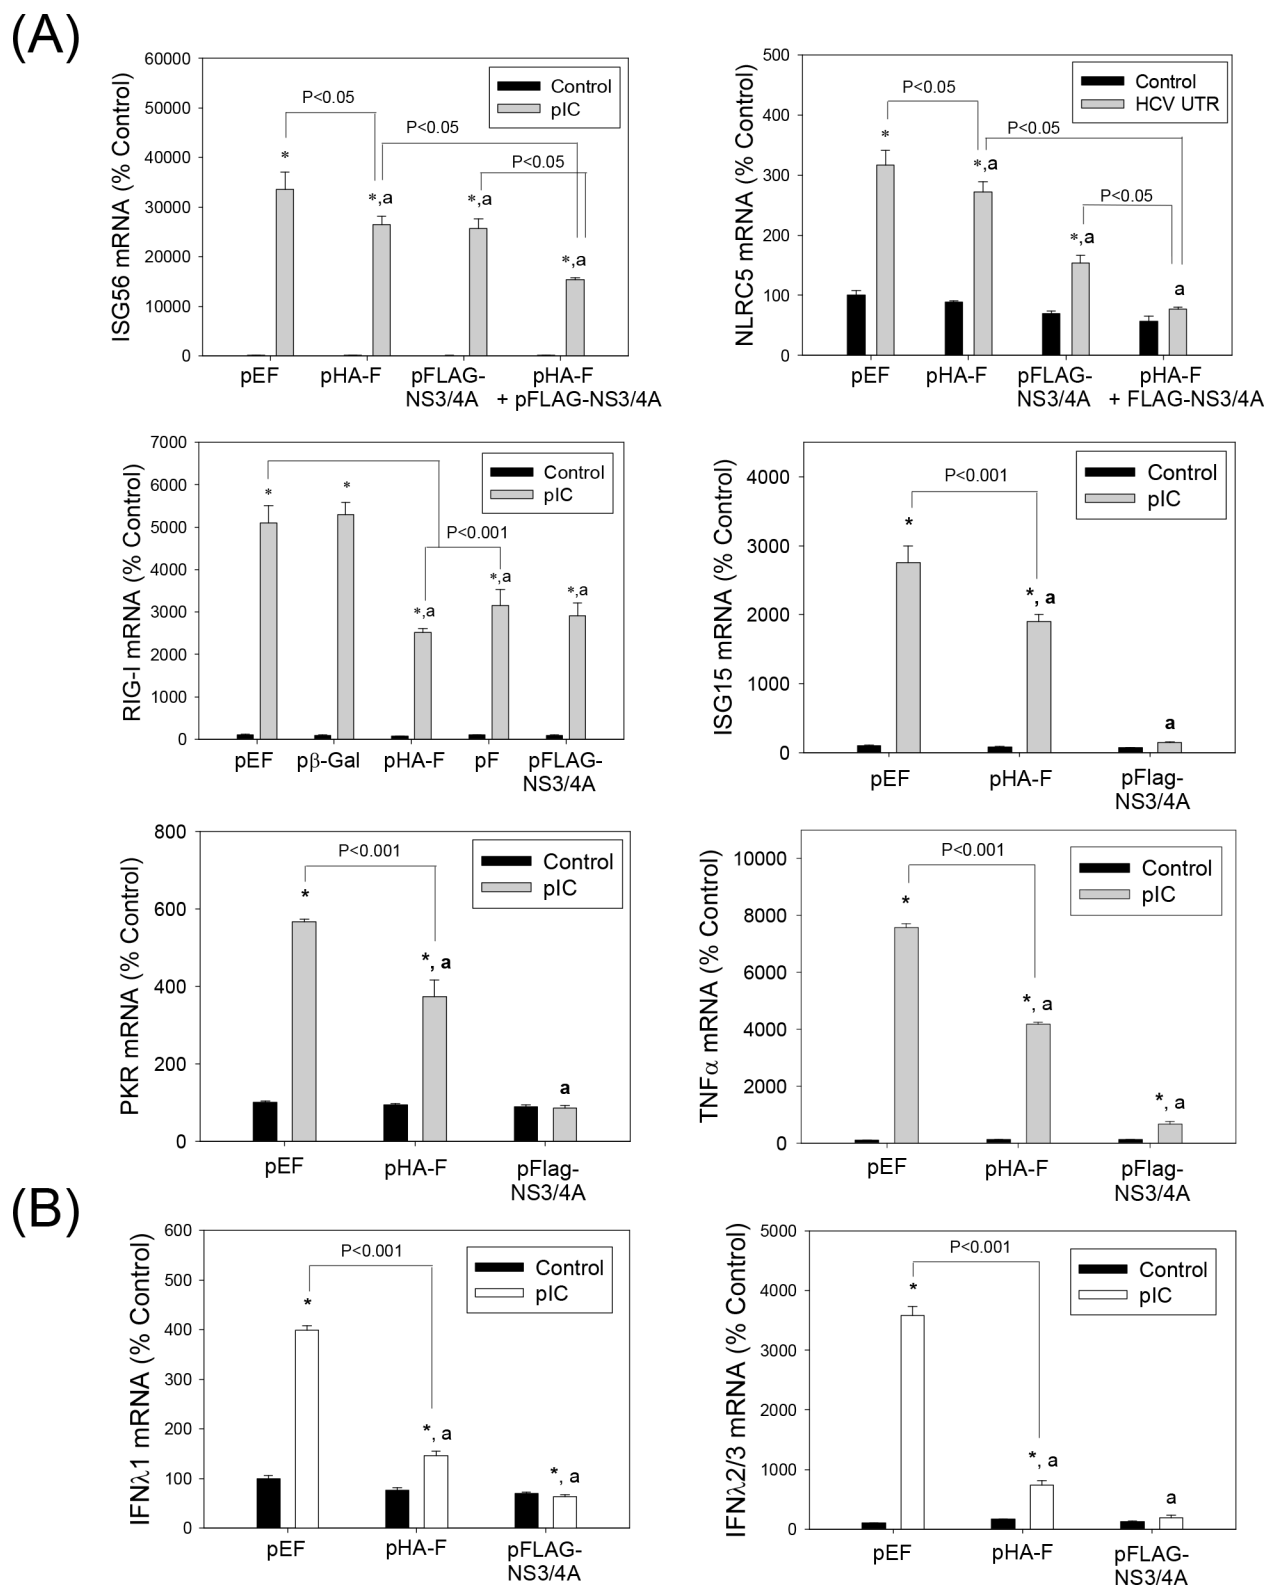 (A)
ISG56 mRNA (% Control)
60000
50000
40000
30000
20000
10000
0
Control
pIC
P<0.05
P<0.05
P<0.05
*
*,a
*,a
*,a
pEF
pHA-F
pFLAG-
NS3/4A
pHA-F
+ pFLAG-NS3/4A
NLRC5 mRNA (% Control)
500
400
300
200
100
0
Control
HCV UTR
P<0.05
P<0.05
P<0.05
*
*,a
*,a
a
pEF
pHA-F
pFLAG-
NS3/4A
pHA-F
+ FLAG-NS3/4A
RIG-I mRNA (% Control)
7000
6000
5000
4000
3000
2000
1000
0
Control
pIC
P<0.001
*
*
*,a
*,a
*,a
pEF
pβ-Gal
pHA-F
pF
pFLAG-
NS3/4A
ISG15 mRNA (% Control)
4000
3000
2000
1000
0
Control
pIC
P<0.001
*
*, a
a
pEF
pHA-F
pFlag-
NS3/4A
PKR mRNA (% Control)
800
600
400
200
0
Control
pIC
P<0.001
*
*, a
a
pEF
pHA-F
pFlag-
NS3/4A
TNFα mRNA (% Control)
10000
8000
6000
4000
2000
0
Control
pIC
P<0.001
*
*, a
*, a
pEF
pHA-F
pFlag-
NS3/4A
(B)
IFNλ1 mRNA (% Control)
600
500
400
300
200
100
0
Control
pIC
P<0.001
*
*, a
*, a
pEF
pHA-F
pFLAG-
NS3/4A
IFNλ2/3 mRNA (% Control)
5000
4000
3000
2000
1000
0
Control
pIC
P<0.001
*
*, a
a
pEF
pHA-F
pFLAG-
NS3/4A